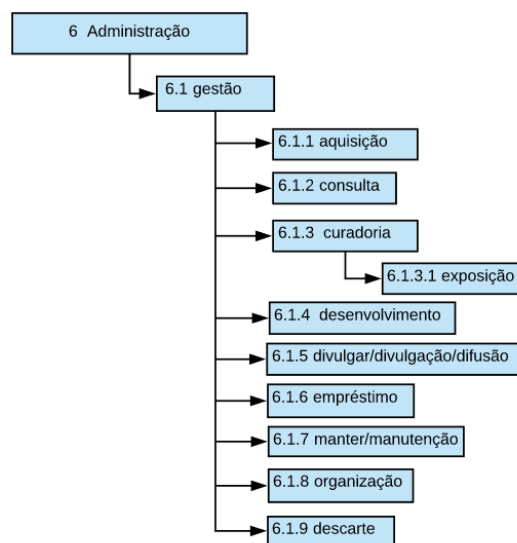 6 Administração
6.1 gestão
6.1.1 aquisição
6.1.2 consulta
6.1.3 curadoria
6.1.3.1 exposição
6.1.4 desenvolvimento
6.1.5 divulgar/divulgação/difusão
6.1.6 empréstimo
6.1.7 manter/manutenção
6.1.8 organização
6.1.9 descarte